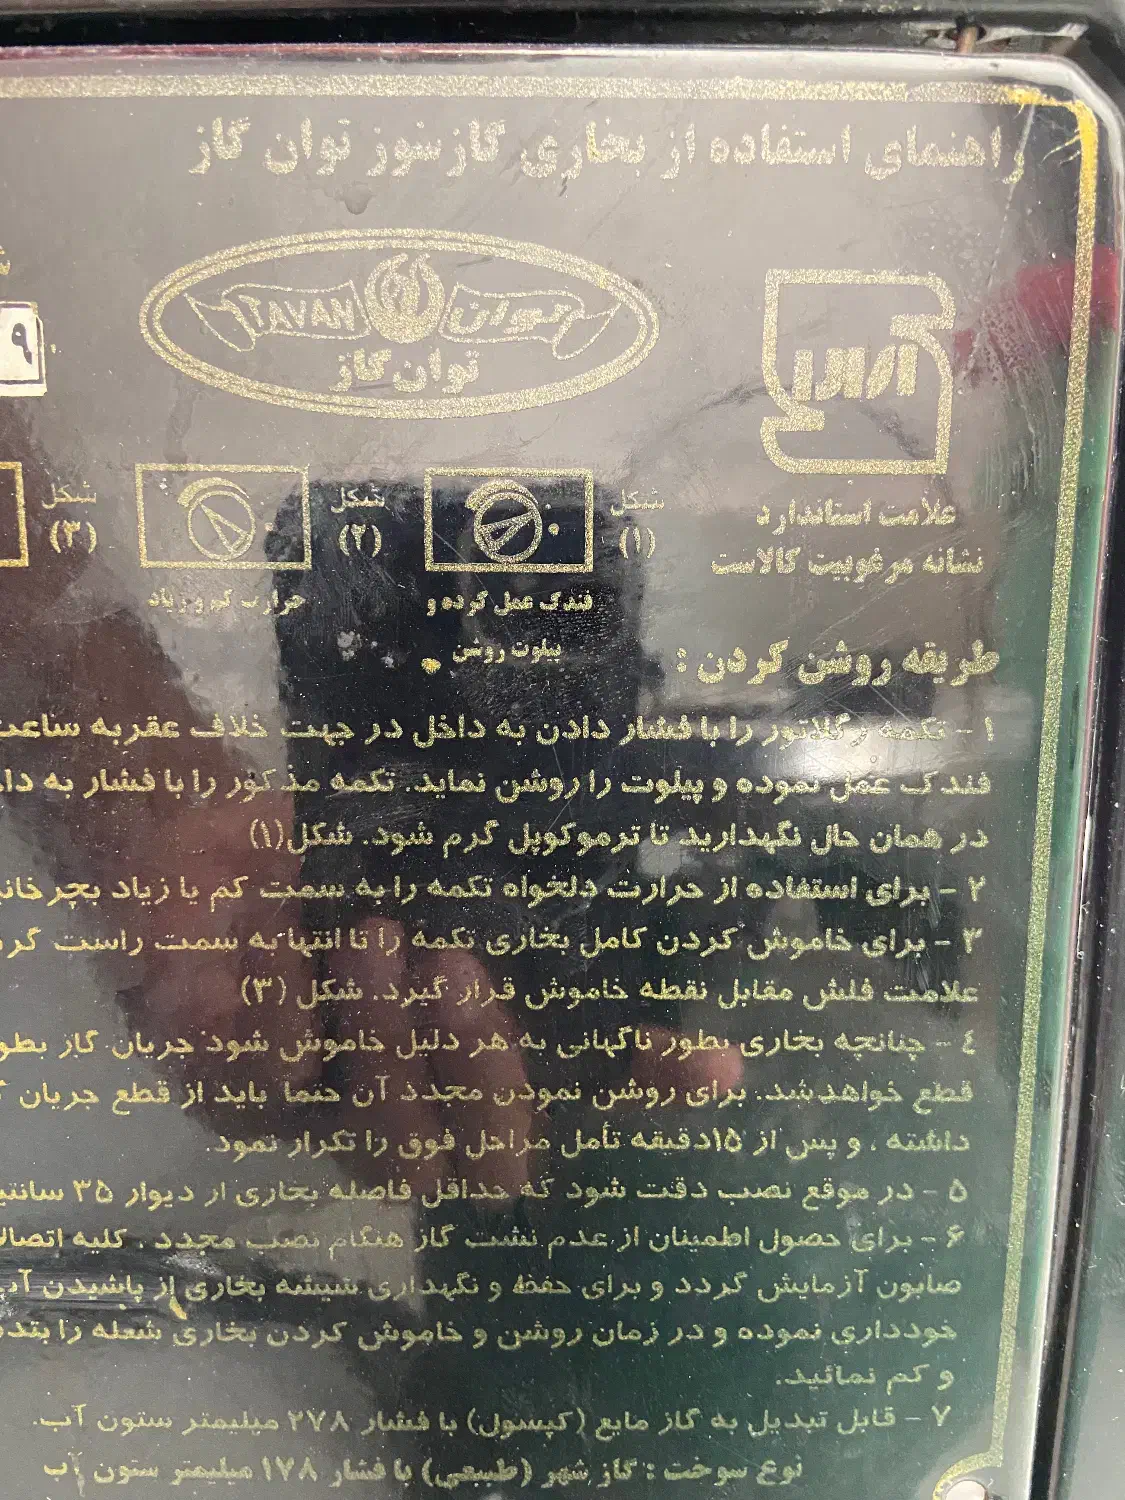 راهنمای استفاده از بخاری گازسوز توان گاز
TAVAN توان
توان گاز
۹
علامت استاندارد
نشانه مرغوبیت کالاست
شکل (۱)
شکل (۲)
شکل (۳)
فندک عمل کرده و
پیلوت روشن
حرارت کم و زیاد
طریقه روشن کردن :
۱ - تکمه رگلاتور را با فشار دادن به داخل در جهت خلاف عقربه ساعت
فندک عمل نموده و پیلوت را روشن نماید. تکمه مذکور را با فشار به
در همان حال نگهدارید تا ترموکوپل گرم شود. شکل(۱)
۲ - برای استفاده از حرارت دلخواه تکمه را به سمت کم یا زیاد
۳ - برای خاموش کردن کامل بخاری تکمه را تا انتها به سمت راست
علامت فلش مقابل نقطه خاموش قرار گیرد. شکل (۳)
٤ - چنانچه بخاری بطور ناگهانی به هر دلیل خاموش شود جریان گاز
قطع خواهد شد. برای روشن نمودن مجدد آن حتما باید از قطع جریان
داشته ، و پس از ۱۵دقیقه تأمل مراحل فوق را تکرار نمود.
۵ - در موقع نصب دقت شود که حداقل فاصله بخاری از دیوار ۳۵
۶ - برای حصول اطمینان از عدم نشت گاز هنگام نصب مجدد . کلیه
صابون آزمایش گردد و برای حفظ و نگهداری شیشه بخاری از پاشیدن
خودداری نموده و در زمان روشن و خاموش کردن بخاری شعله را
و کم نمائید.
۷ - قابل تبدیل به گاز مایع (کپسول) با فشار ۲۷۸ میلیمتر ستون آب.
نوع سوخت : گاز شهر (طبیعی) با فشار ۱۷۸ میلیمتر ستون آب